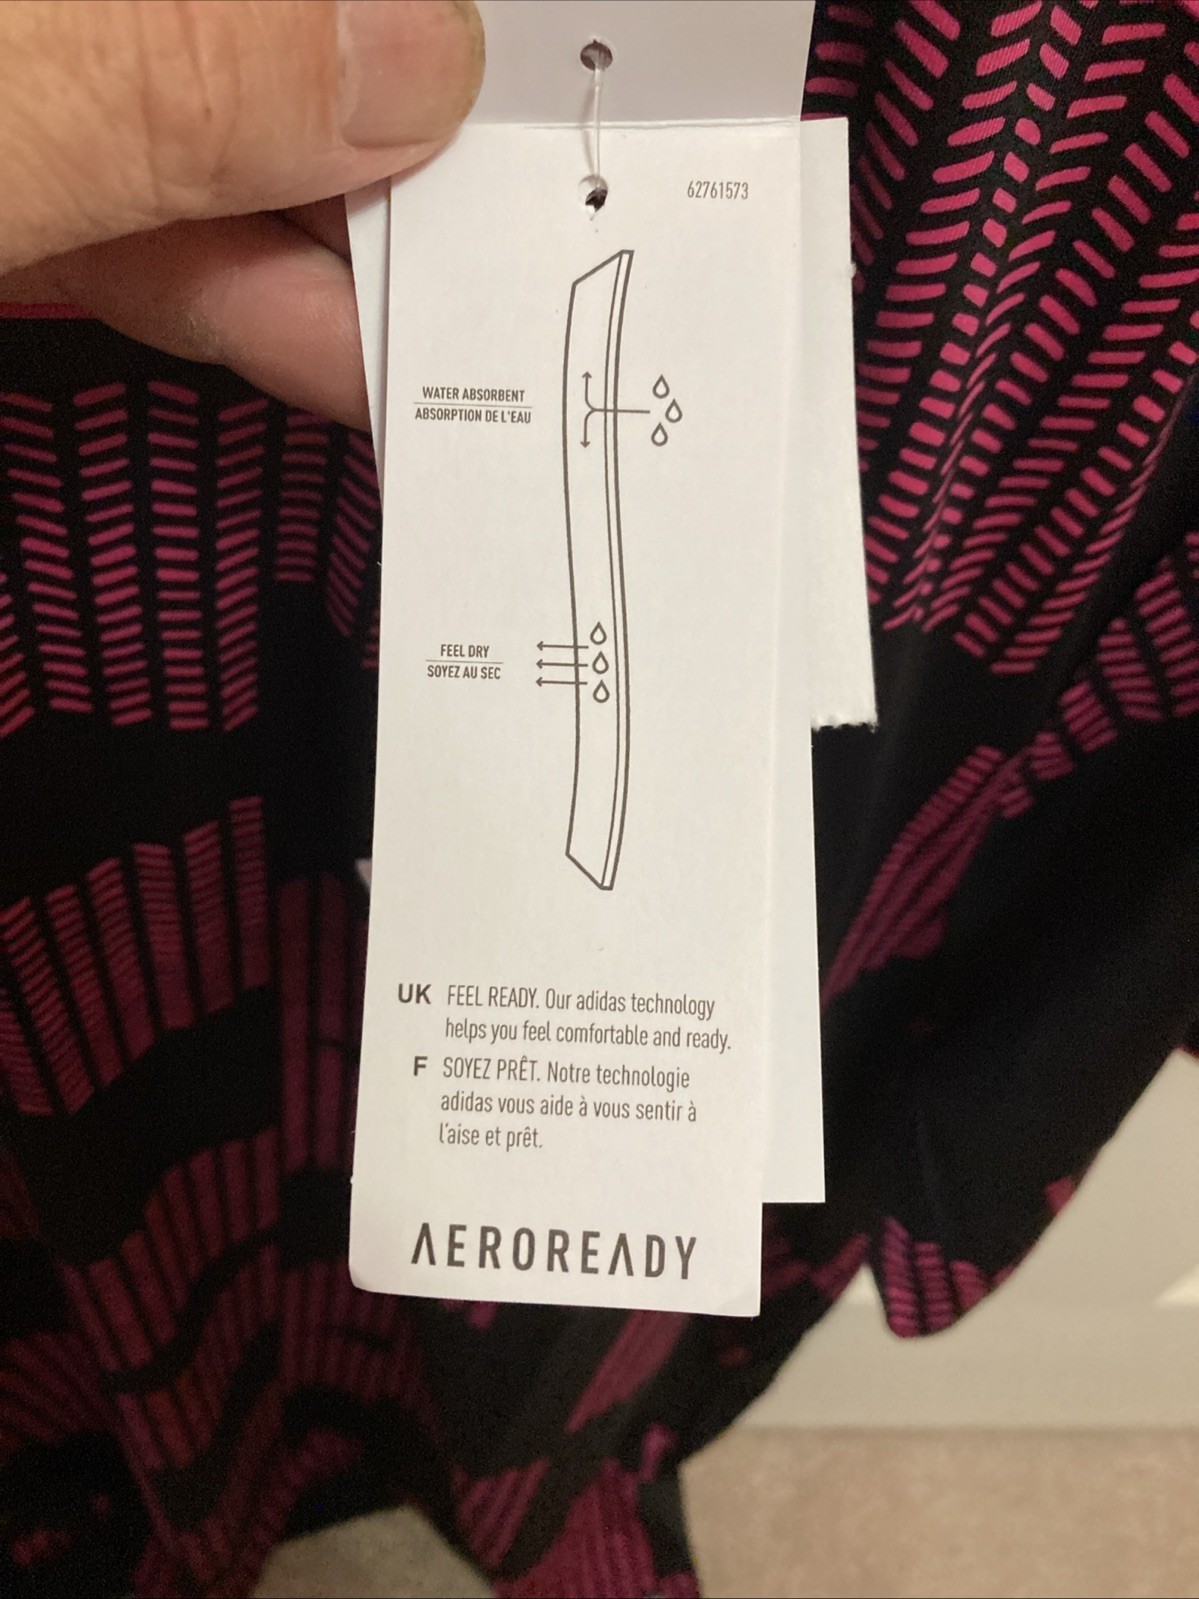 62761573
WATER ABSORBENT
ABSORPTION DE L'EAU
FEEL DRY
SOYEZ AU SEC
UK FEEL READY. Our adidas technology
helps you feel comfortable and ready.
F SOYEZ PRÊT. Notre technologie
adidas vous aide à vous sentir à
l'aise et prêt.
AEROREADY